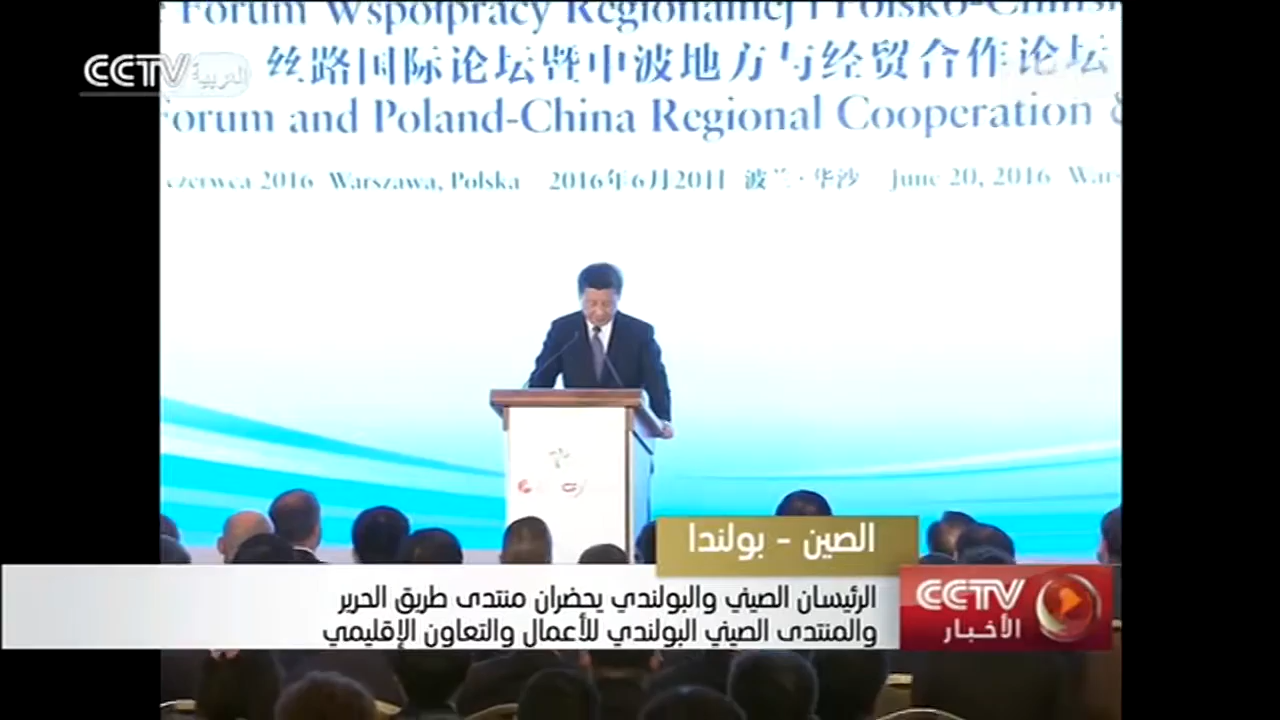 Forum Współpracy Regionalnej i Polsko-Chińsk
CCTV العربية
丝路国际论坛暨中波地方与经贸合作论坛
Forum and Poland-China Regional Cooperation &
czerwca 2016 Warszawa, Polska 2016年6月20日 波兰·华沙 June 20, 2016 Wars
الصين - بولندا
الرئيسان الصيني والبولندي يحضران منتدى طريق الحرير
والمنتدى الصيني البولندي للأعمال والتعاون الإقليمي
CCTV
الأخبار